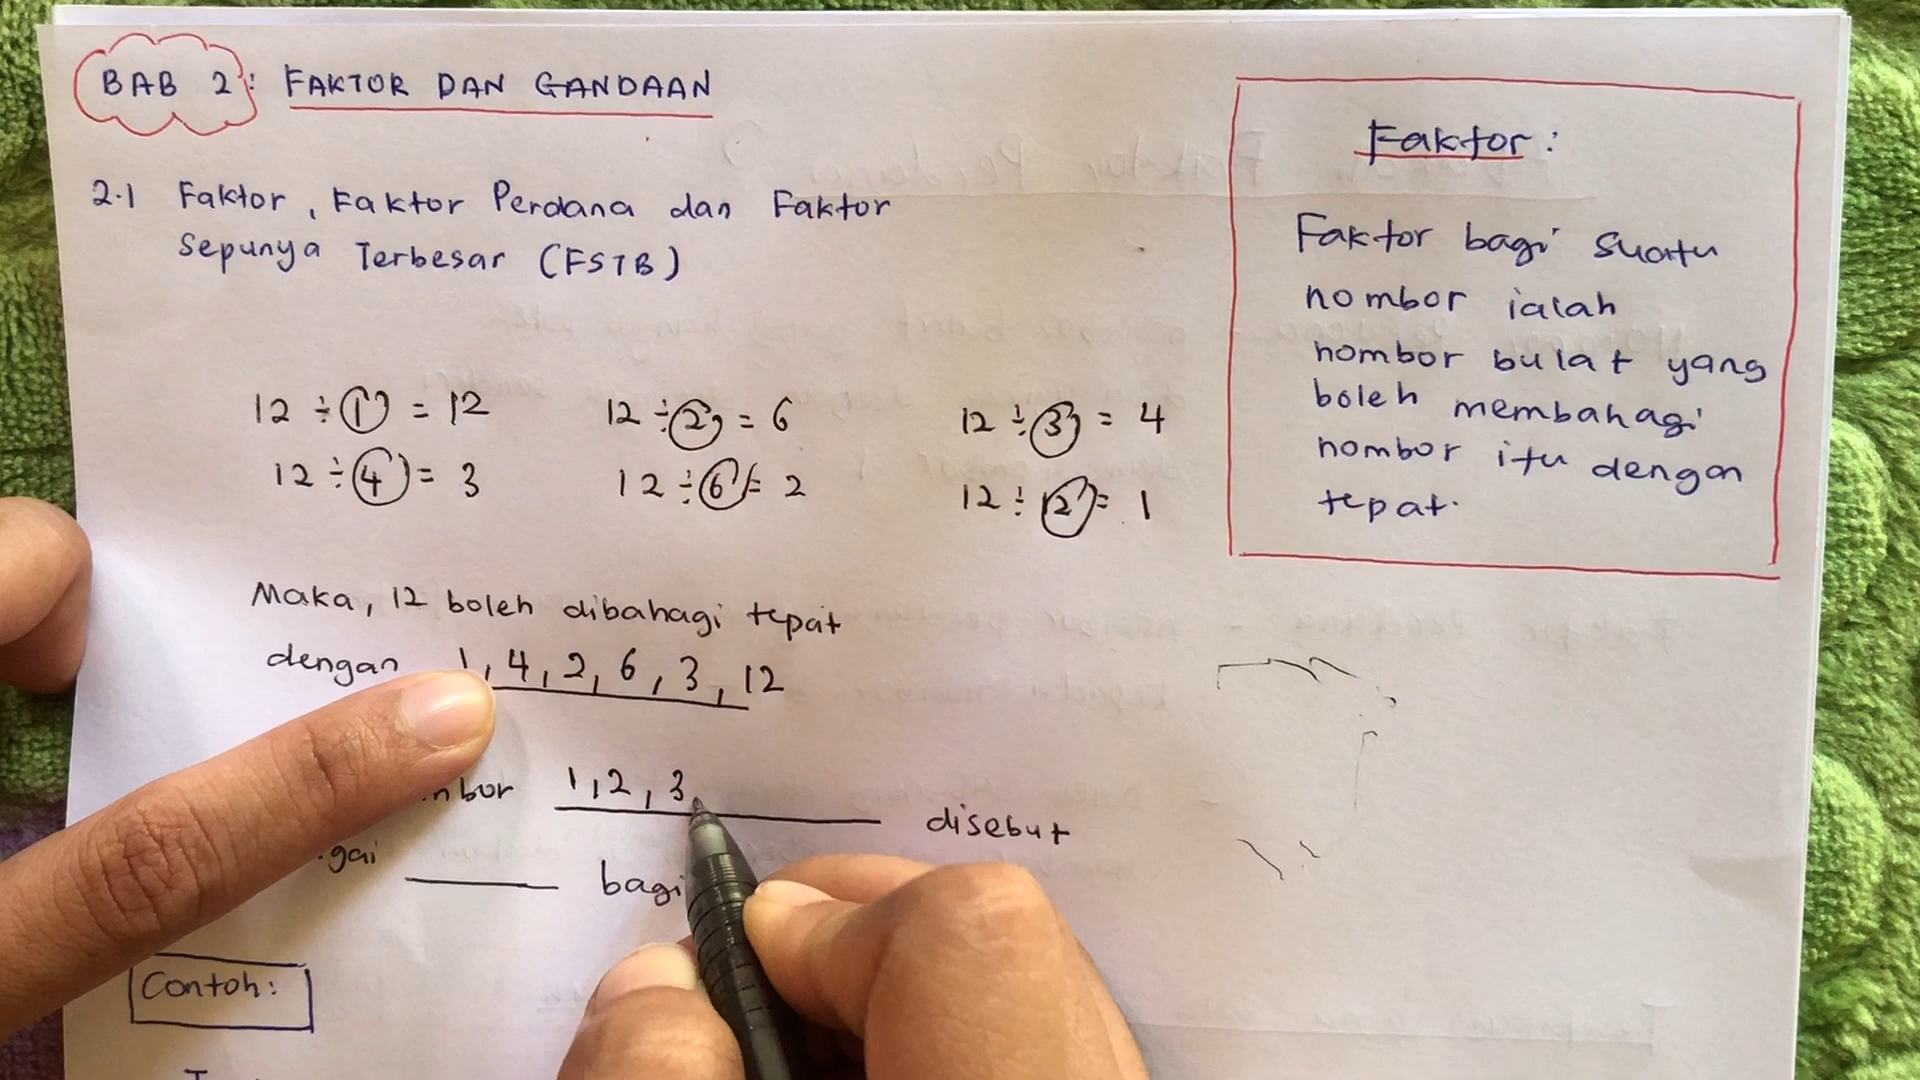 BAB 2: FAKTOR DAN GANDAAN
2.1 Faktor, Faktor Perdana dan Faktor
Sepunya Terbesar (FSTB)
12 ÷ 1 = 12 12 ÷ 2 = 6 12 ÷ 3 = 4
12 ÷ 4 = 3 12 ÷ 6 = 2 12 ÷ 12 = 1
Maka, 12 boleh dibahagi tepat
dengan 1, 4, 2, 6, 3, 12
1, 2, 3 disebut
bagi
Contoh:
Faktor:
Faktor bagi suatu
nombor ialah
nombor bulat yang
boleh membahagi
nombor itu dengan
tepat.